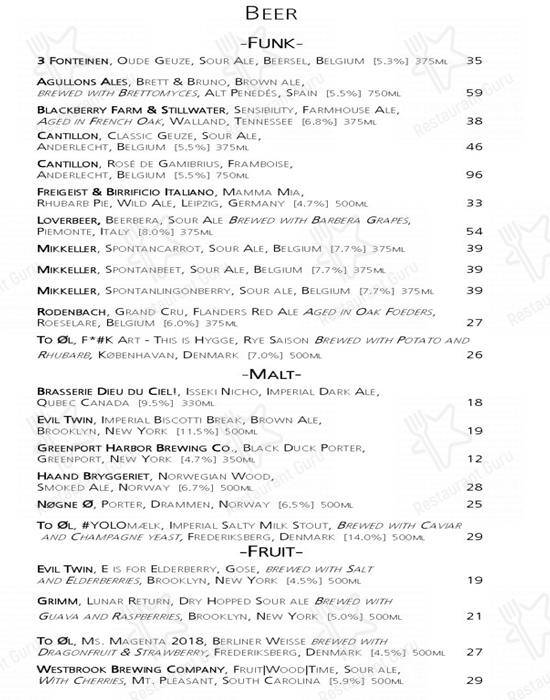 Beer
-Funk-
3 Fonteinen, Oude Geuze, Sour Ale, Beersel, Belgium [5.3%] 375ml 35
Agullons Ales, Brett & Bruno, Brown ale,
brewed with Brettomyces, Alt Penedés, Spain [5.5%] 750ml 59
Blackberry Farm & Stillwater, Sensibility, Farmhouse Ale,
Aged in French Oak, Walland, Tennessee [6.8%] 375ml 38
Cantillon, Classic Geuze, Sour Ale,
Anderlecht, Belgium [5.5%] 375ml 46
Cantillon, Rosé de Gamibrius, Framboise,
Anderlecht, Belgium [5.5%] 750ml 96
Freigeist & Birrificio Italiano, Mamma Mia,
Rhubarb Pie, Wild Ale, Leipzig, Germany [4.7%] 500ml 33
Loverbeer, Beerbera, Sour Ale Brewed with Barbera Grapes,
Piemonte, Italy [8.0%] 375ml 54
Mikkeller, Spontancarrot, Sour Ale, Belgium [7.7%] 375ml 39
Mikkeller, Spontanbeet, Sour Ale, Belgium [7.7%] 375ml 39
Mikkeller, Spontanlingonberry, Sour ale, Belgium [7.7%] 375ml 39
Rodenbach, Grand Cru, Flanders Red Ale Aged in Oak Foeders,
Roeselare, Belgium [6.0%] 375ml 27
To Øl, F*#K Art - This is Hygge, Rye Saison Brewed with Potato and
Rhubarb, Københavan, Denmark [7.0%] 500ml 26
-Malt-
Brasserie Dieu du Ciel!, Isseki Nicho, Imperial Dark Ale,
Qubec Canada [9.5%] 330ml 18
Evil Twin, Imperial Biscotti Break, Brown Ale,
Brooklyn, New York [11.5%] 500ml 19
Greenport Harbor Brewing Co., Black Duck Porter,
Greenport, New York [4.7%] 350ml 12
Haand Bryggeriet, Norwegian Wood,
Smoked Ale, Norway [6.7%] 500ml 28
Nøgne Ø, Porter, Drammen, Norway [6.5%] 500ml 25
To Øl, #YOLOmælk, Imperial Salty Milk Stout, Brewed with Caviar
and Champagne yeast, Frederiksberg, Denmark [14.0%] 500ml 29
-Fruit-
Evil Twin, E is for Elderberry, Gose, brewed with Salt
and Elderberries, Brooklyn, New York [4.5%] 500ml 19
Grimm, Lunar Return, Dry Hopped Sour ale Brewed with
Guava and Raspberries, Brooklyn, New York [5.0%] 500ml 21
To Øl, Ms. Magenta 2018, Berliner Weisse brewed with
Dragonfruit & Strawberry, Frederiksberg, Denmark [4.5%] 500ml 27
Westbrook Brewing Company, Fruit|Wood|Time, Sour ale,
With Cherries, Mt. Pleasant, South Carolina [5.9%] 500ml 29
Restaurant Guru